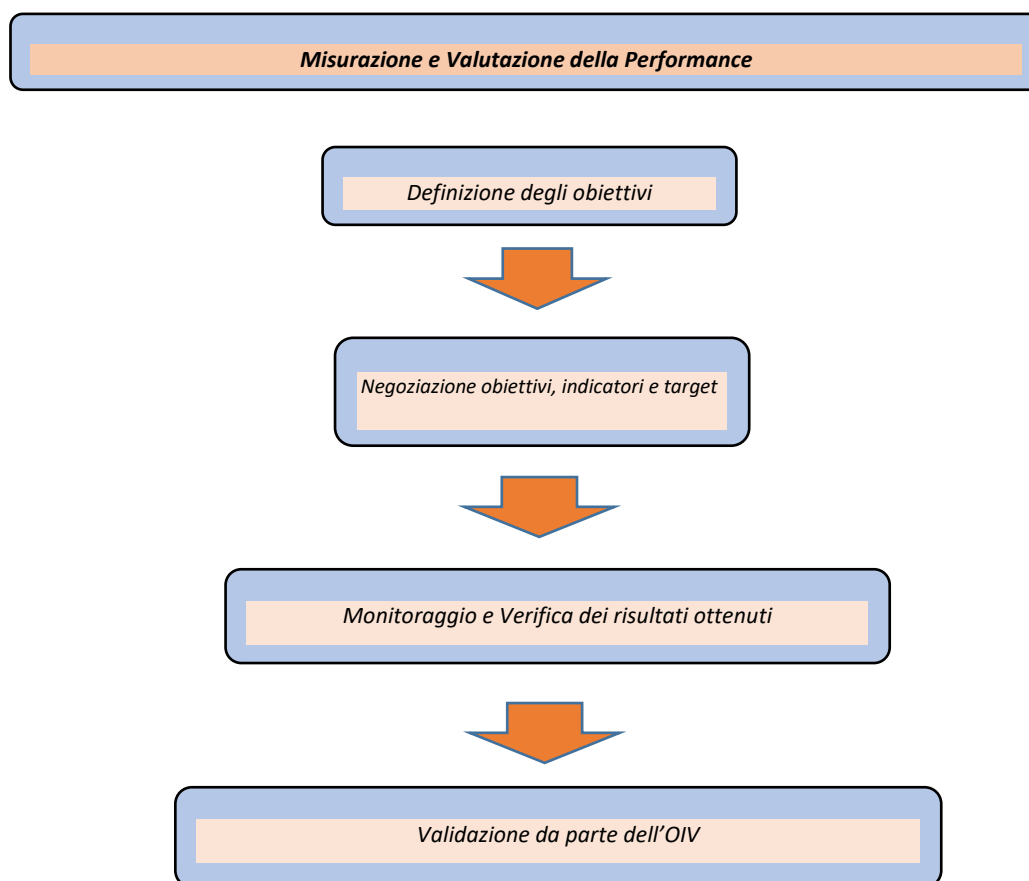 Misurazione e Valutazione della Performance
Definizione degli obiettivi
Negoziazione obiettivi, indicatori e target
Monitoraggio e Verifica dei risultati ottenuti
Validazione da parte dell’OIV